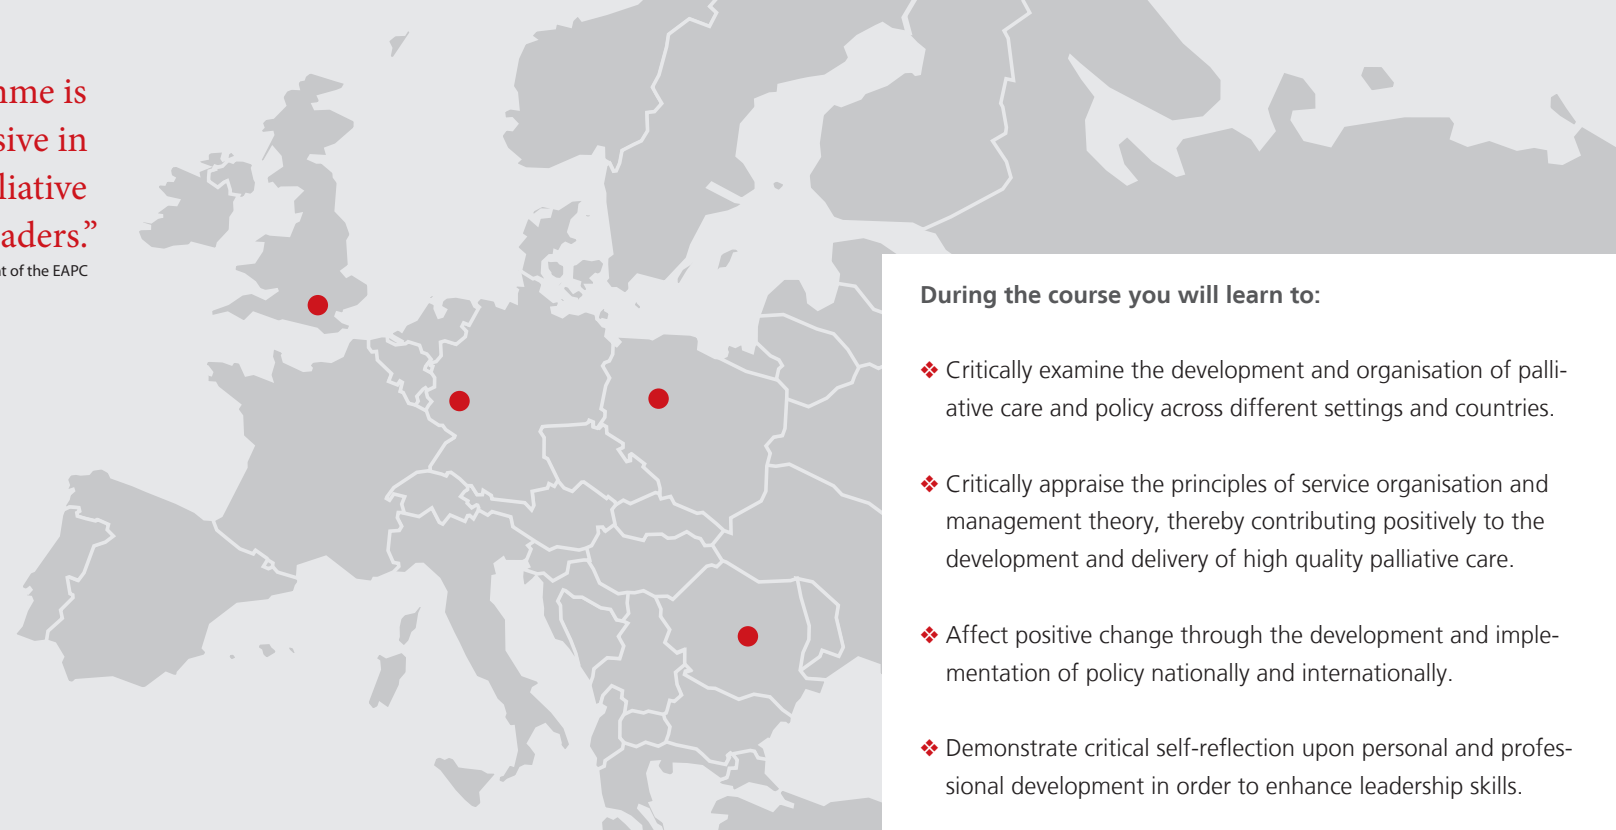 is
in
aders.”
of the EAPC
During the course you will learn to:
❖ Critically examine the development and organisation of palli-
ative care and policy across different settings and countries.
❖ Critically appraise the principles of service organisation and
management theory, thereby contributing positively to the
development and delivery of high quality palliative care.
❖ Affect positive change through the development and imple-
mentation of policy nationally and internationally.
❖ Demonstrate critical self-reflection upon personal and profes-
sional development in order to enhance leadership skills.